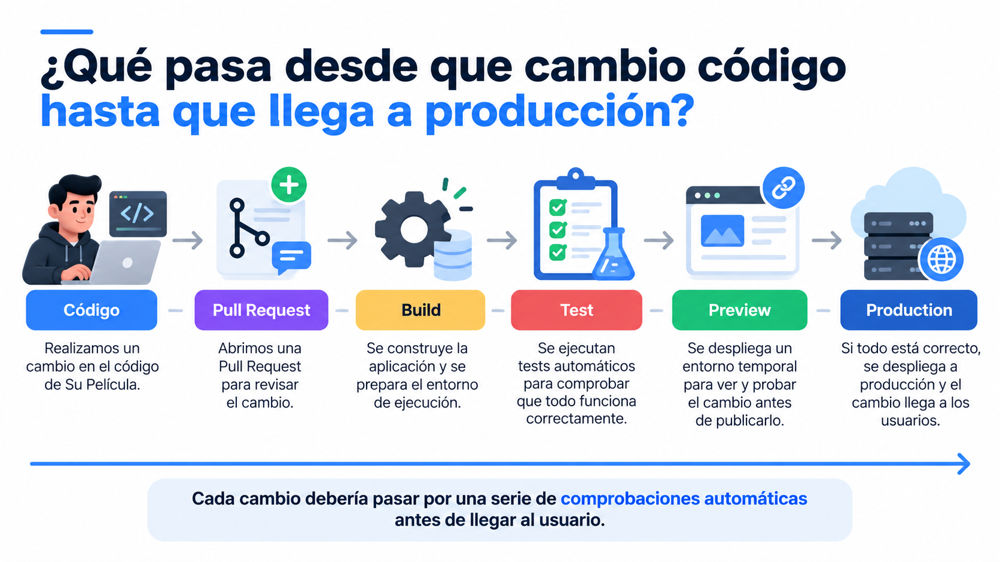 ¿Qué pasa desde que cambio código
hasta que llega a producción?
</>
Código
Realizamos un
cambio en el código
de Su Película.
Pull Request
Abrimos una
Pull Request
para revisar
el cambio.
Build
Se construye la
aplicación y se
prepara el entorno
de ejecución.
Test
Se ejecutan
tests automáticos
para comprobar
que todo funciona
correctamente.
Preview
Se despliega un
entorno temporal
para ver y probar
el cambio antes
de publicarlo.
Production
Si todo está correcto,
se despliega a
producción y el
cambio llega a los
usuarios.
Cada cambio debería pasar por una serie de comprobaciones automáticas
antes de llegar al usuario.